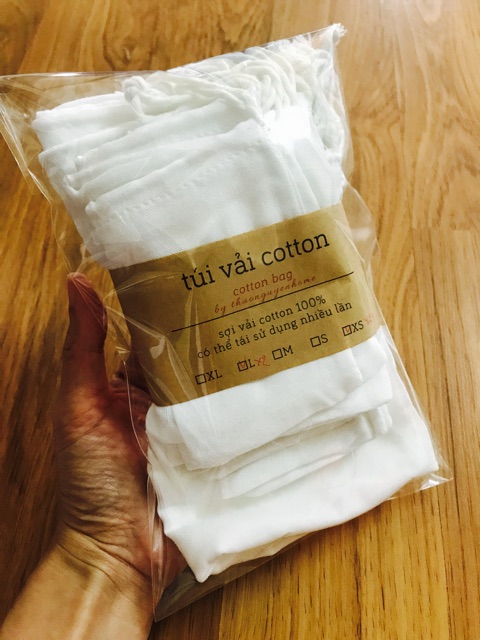 túi vải cotton
cotton bag
by thaonguyenhome
sợi vải cotton 100%
có thể tái sử dụng nhiều lần
XL L M S XS